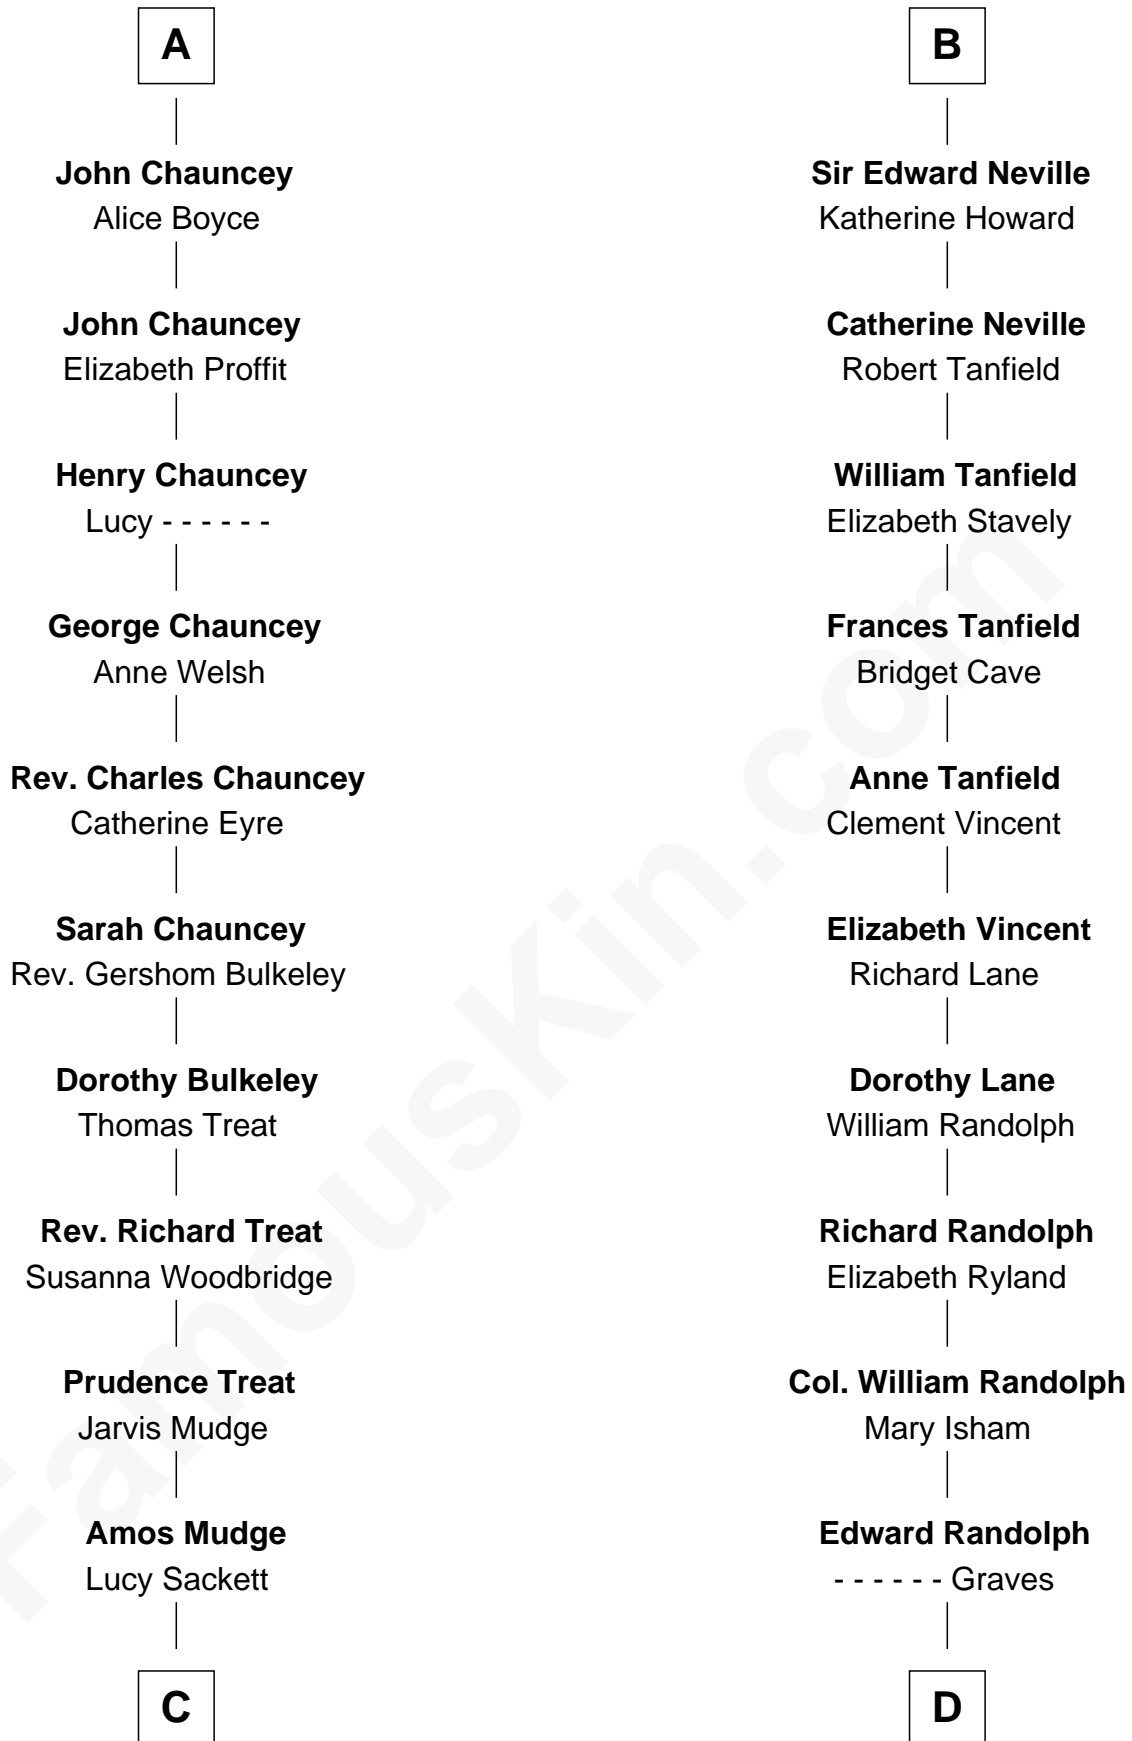 A
John Chauncey
Alice Boyce
John Chauncey
Elizabeth Proffit
Henry Chauncey
Lucy - - - - - -
George Chauncey
Anne Welsh
Rev. Charles Chauncey
Catherine Eyre
Sarah Chauncey
Rev. Gershom Bulkeley
Dorothy Bulkeley
Thomas Treat
Rev. Richard Treat
Susanna Woodbridge
Prudence Treat
Jarvis Mudge
Amos Mudge
Lucy Sackett
C
B
Sir Edward Neville
Katherine Howard
Catherine Neville
Robert Tanfield
William Tanfield
Elizabeth Stavely
Frances Tanfield
Bridget Cave
Anne Tanfield
Clement Vincent
Elizabeth Vincent
Richard Lane
Dorothy Lane
William Randolph
Richard Randolph
Elizabeth Ryland
Col. William Randolph
Mary Isham
Edward Randolph
- - - - - - Graves
D
FamousKin.com